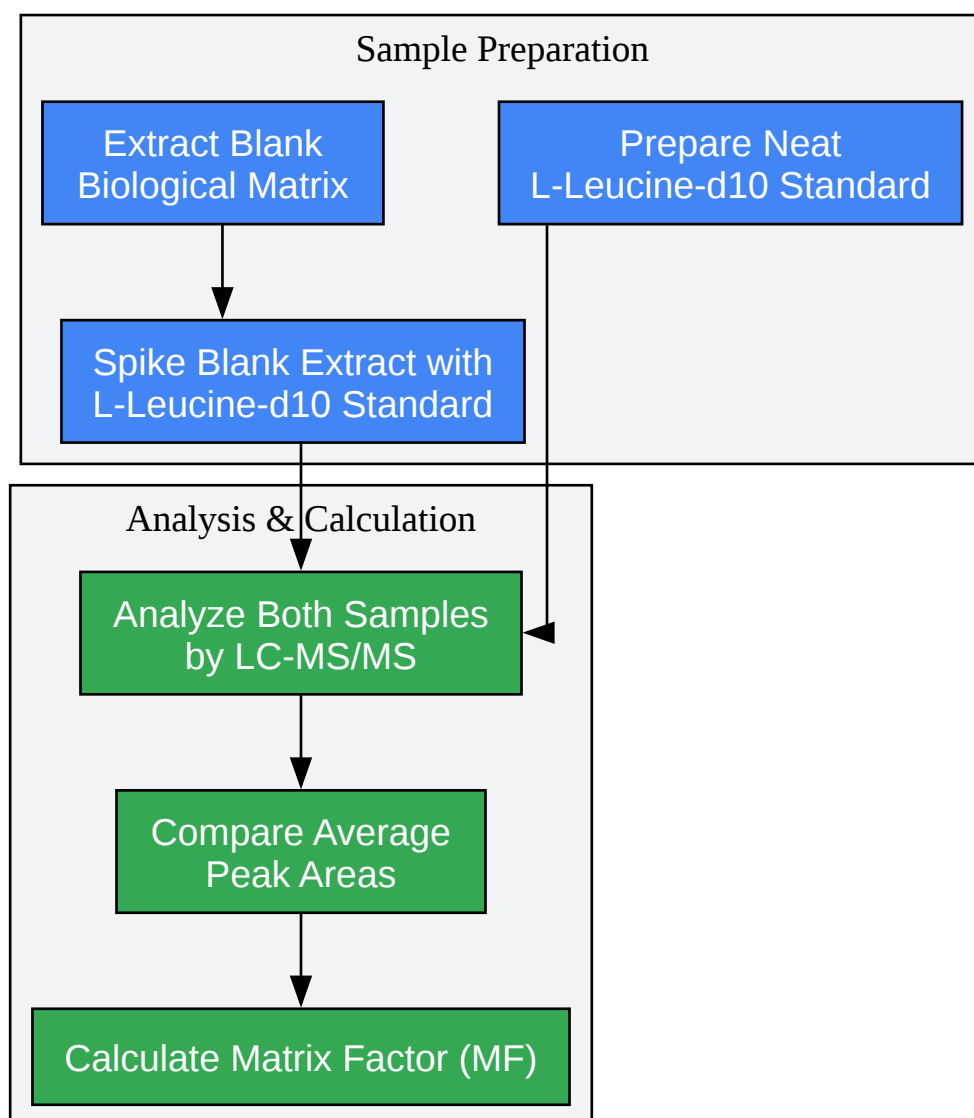 Sample Preparation
Extract Blank
Biological Matrix
Prepare Neat
L-Leucine-d10 Standard
Spike Blank Extract with
L-Leucine-d10 Standard
Analysis & Calculation
Analyze Both Samples
by LC-MS/MS
Compare Average
Peak Areas
Calculate Matrix Factor (MF)